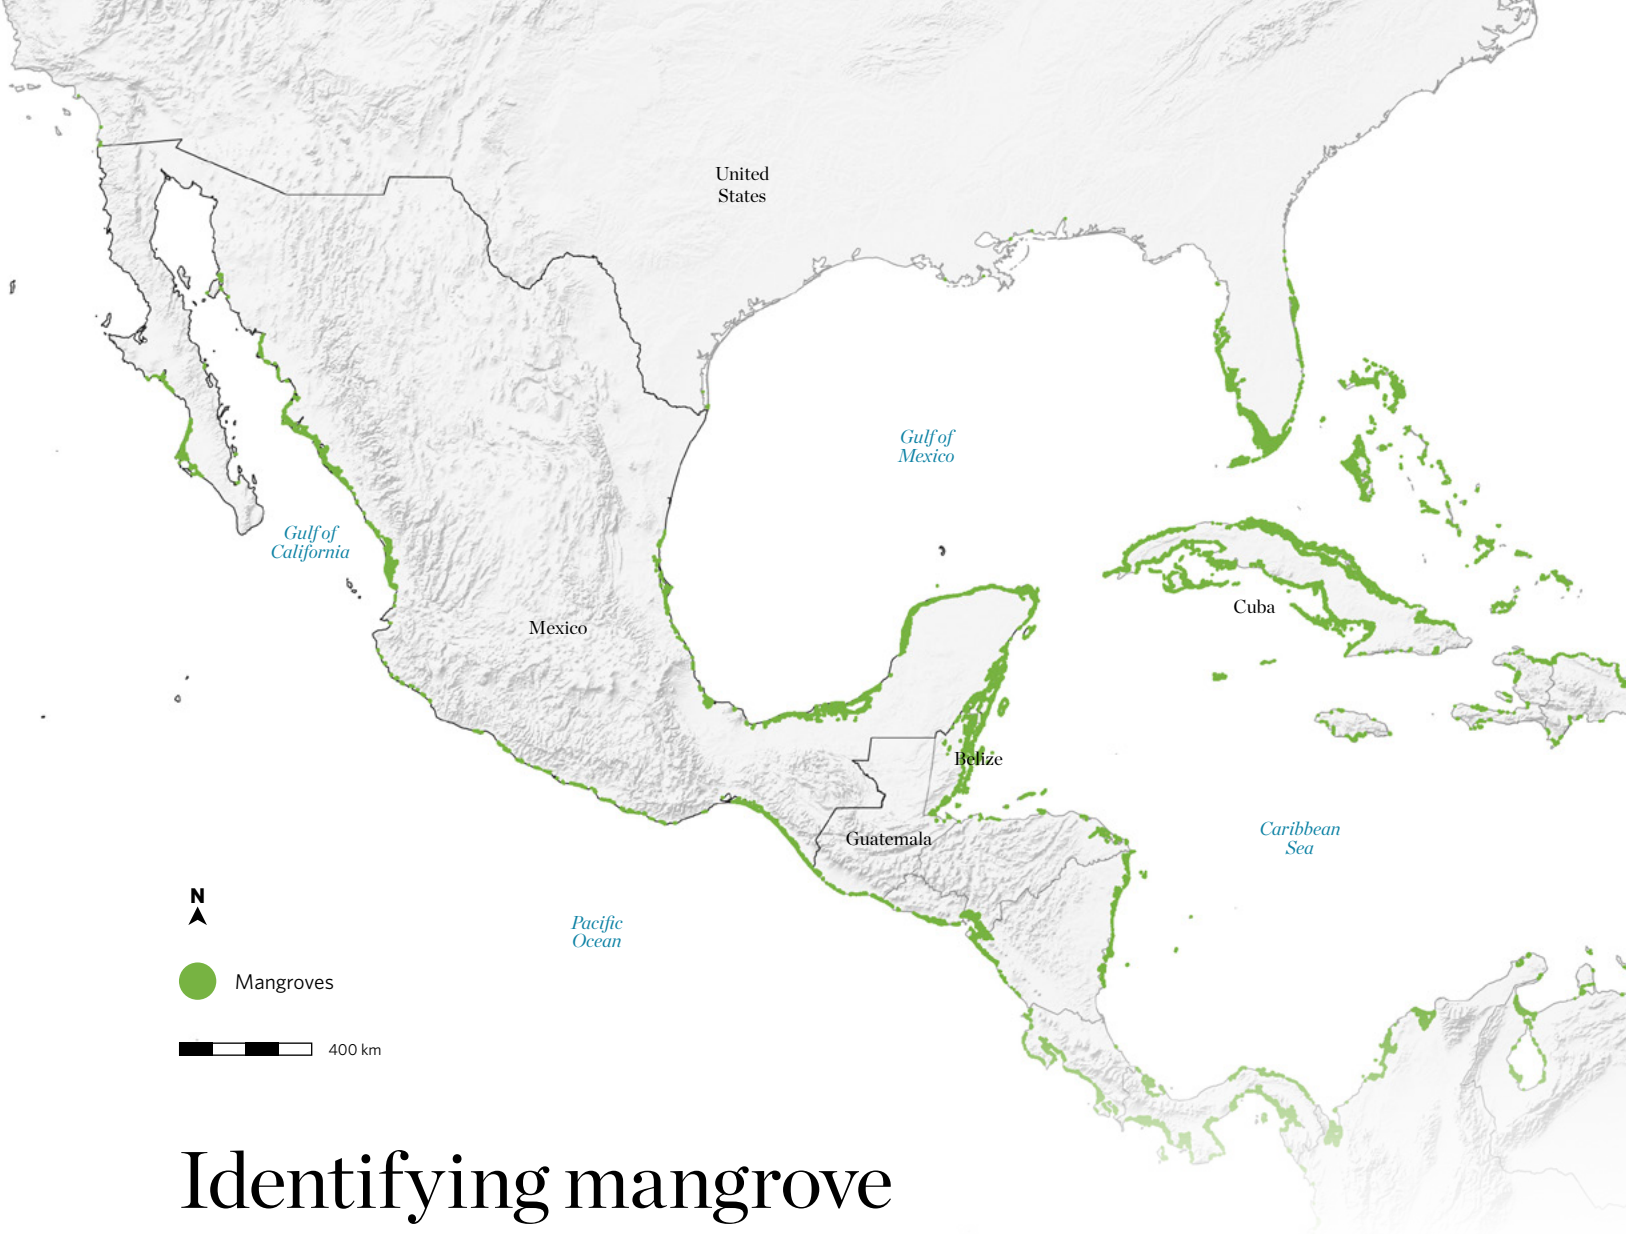 United
States
Gulf of
Mexico
Gulf of
California
Cuba
Mexico
Belize
Caribbean
Sea
Guatemala
N
Pacific
Ocean
Mangroves
400 km
Identifying mangrove